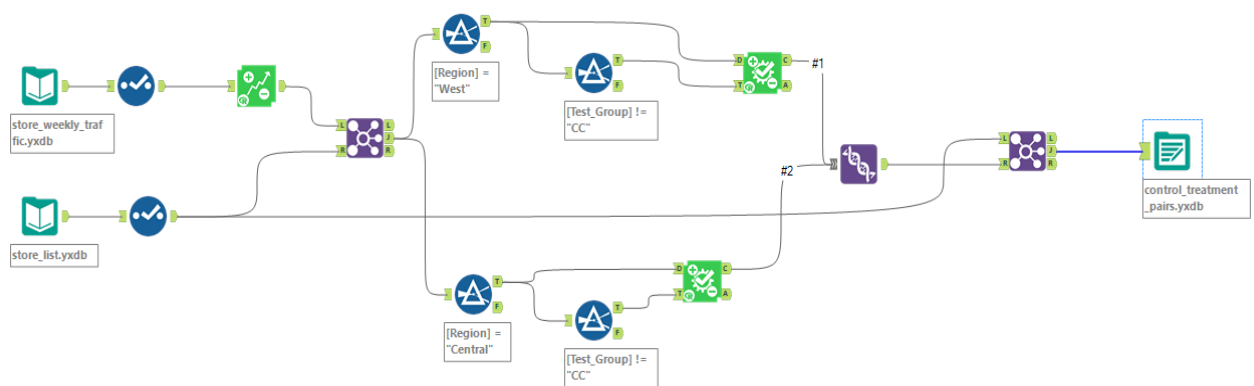 T
F
[Region] =
"West"
T
F
[Test_Group] !=
"CC"
D
T
C
A
#1
store_weekly_traf
fic.yxdb
L
R
L
J
R
#2
L
R
L
J
R
control_treatment
_pairs.yxdb
store_list.yxdb
T
F
[Region] =
"Central"
T
F
[Test_Group] !=
"CC"
D
T
C
A